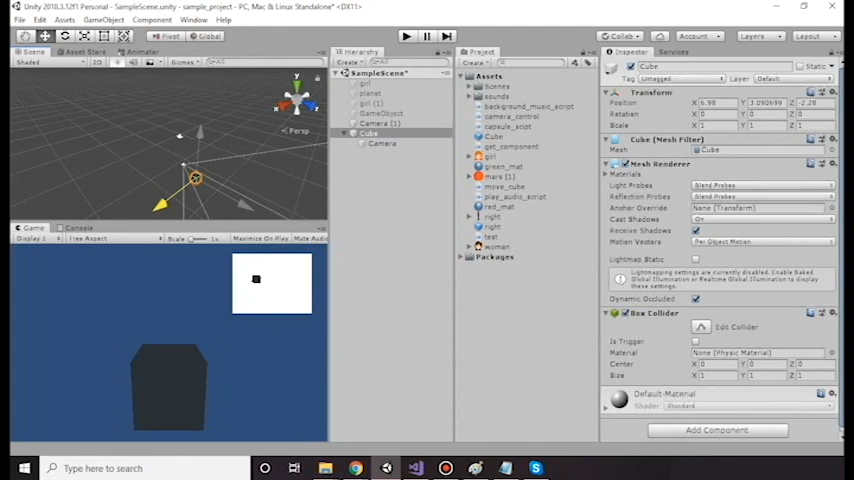 Unity 2018.3.12f1 Personal - SampleScene.unity - sample_project - PC, Mac & Linux Standalone* <DX11>
File Edit Assets GameObject Component Window Help
Pivot Global Collab Account Layers Layout
Scene Asset Store Animator
Shaded 2D Gizmos All
y
x
z
Persp
Game Console
Display 1 Free Aspect Scale 1x Maximize On Play Mute Audio
Hierarchy
Create All
SampleScene*
girl
planet
girl (1)
GameObject
Camera (1)
Cube
Camera
Project
Create
Assets
Scenes
sounds
background_music_script
camera_control
capsule_scipt
Cube
get_component
girl
green_mat
mars (1)
move_cube
play_audio_script
red_mat
right
right
test
woman
Packages
Inspector Services
Cube Static
Tag Untagged Layer Default
Transform
Position X 6.98 Y 3.090699 Z -2.28
Rotation X 0 Y 0 Z 0
Scale X 1 Y 1 Z 1
Cube (Mesh Filter)
Mesh Cube
Mesh Renderer
Materials
Light Probes Blend Probes
Reflection Probes Blend Probes
Anchor Override None (Transform)
Cast Shadows On
Receive Shadows
Motion Vectors Per Object Motion
Lightmap Static
Lightmapping settings are currently disabled. Enable Baked
Global Illumination or Realtime Global Illumination to display
these settings.
Dynamic Occluded
Box Collider
Edit Collider
Is Trigger
Material None (Physic Material)
Center X 0 Y 0 Z 0
Size X 1 Y 1 Z 1
Default-Material
Shader Standard
Add Component
Type here to search